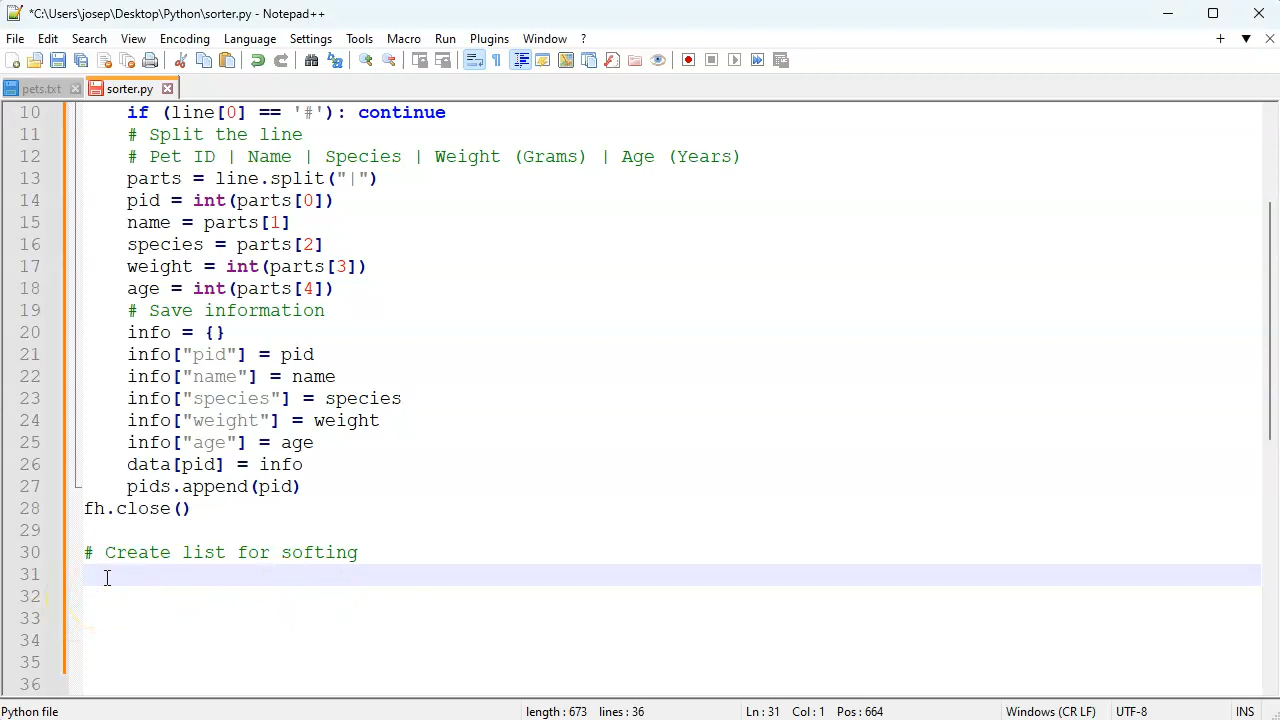 *C:\Users\josep\Desktop\Python\sorter.py - Notepad++
File Edit Search View Encoding Language Settings Tools Macro Run Plugins Window ?
pets.txt sorter.py
10 if (line[0] == '#'): continue
11 # Split the line
12 # Pet ID | Name | Species | Weight (Grams) | Age (Years)
13 parts = line.split("|")
14 pid = int(parts[0])
15 name = parts[1]
16 species = parts[2]
17 weight = int(parts[3])
18 age = int(parts[4])
19 # Save information
20 info = {}
21 info["pid"] = pid
22 info["name"] = name
23 info["species"] = species
24 info["weight"] = weight
25 info["age"] = age
26 data[pid] = info
27 pids.append(pid)
28 fh.close()
29
30 # Create list for softing
31
32
33
34
35
36
Python file length : 673 lines : 36 Ln : 31 Col : 1 Pos : 664 Windows (CR LF) UTF-8 INS